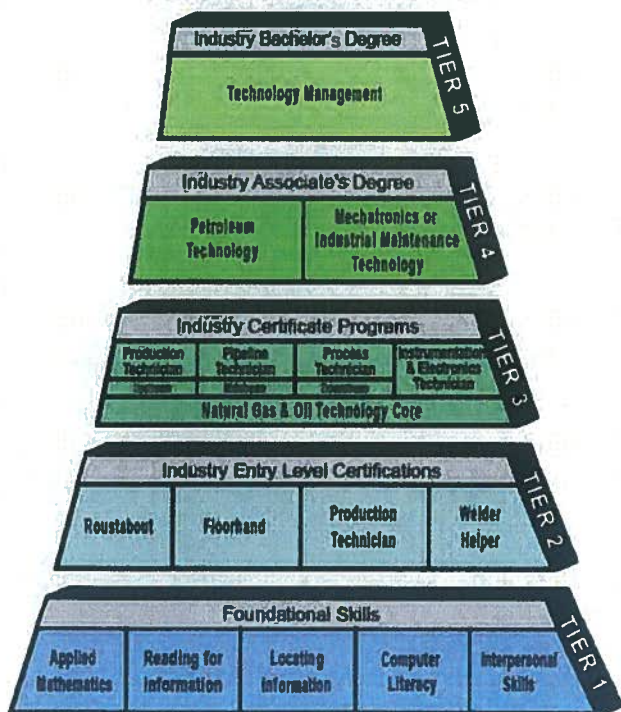 Industry Bachelor's Degree
TIER 5
Technology Management
Industry Associate's Degree
TIER 4
Petroleum
Technology
Mechatronics or
Industrial Maintenance
Technology
Industry Certificate Programs
TIER 3
Production
Technician
Pipeline
Technician
Process
Technician
Instrumentation
& Electronics
Technician
Natural Gas & Oil Technology Core
Industry Entry Level Certifications
TIER 2
Roustabout
Floorhand
Production
Technician
Welder
Helper
Foundational Skills
TIER 1
Applied
Mathematics
Reading for
Information
Locating
Information
Computer
Literacy
Interpersonal
Skills